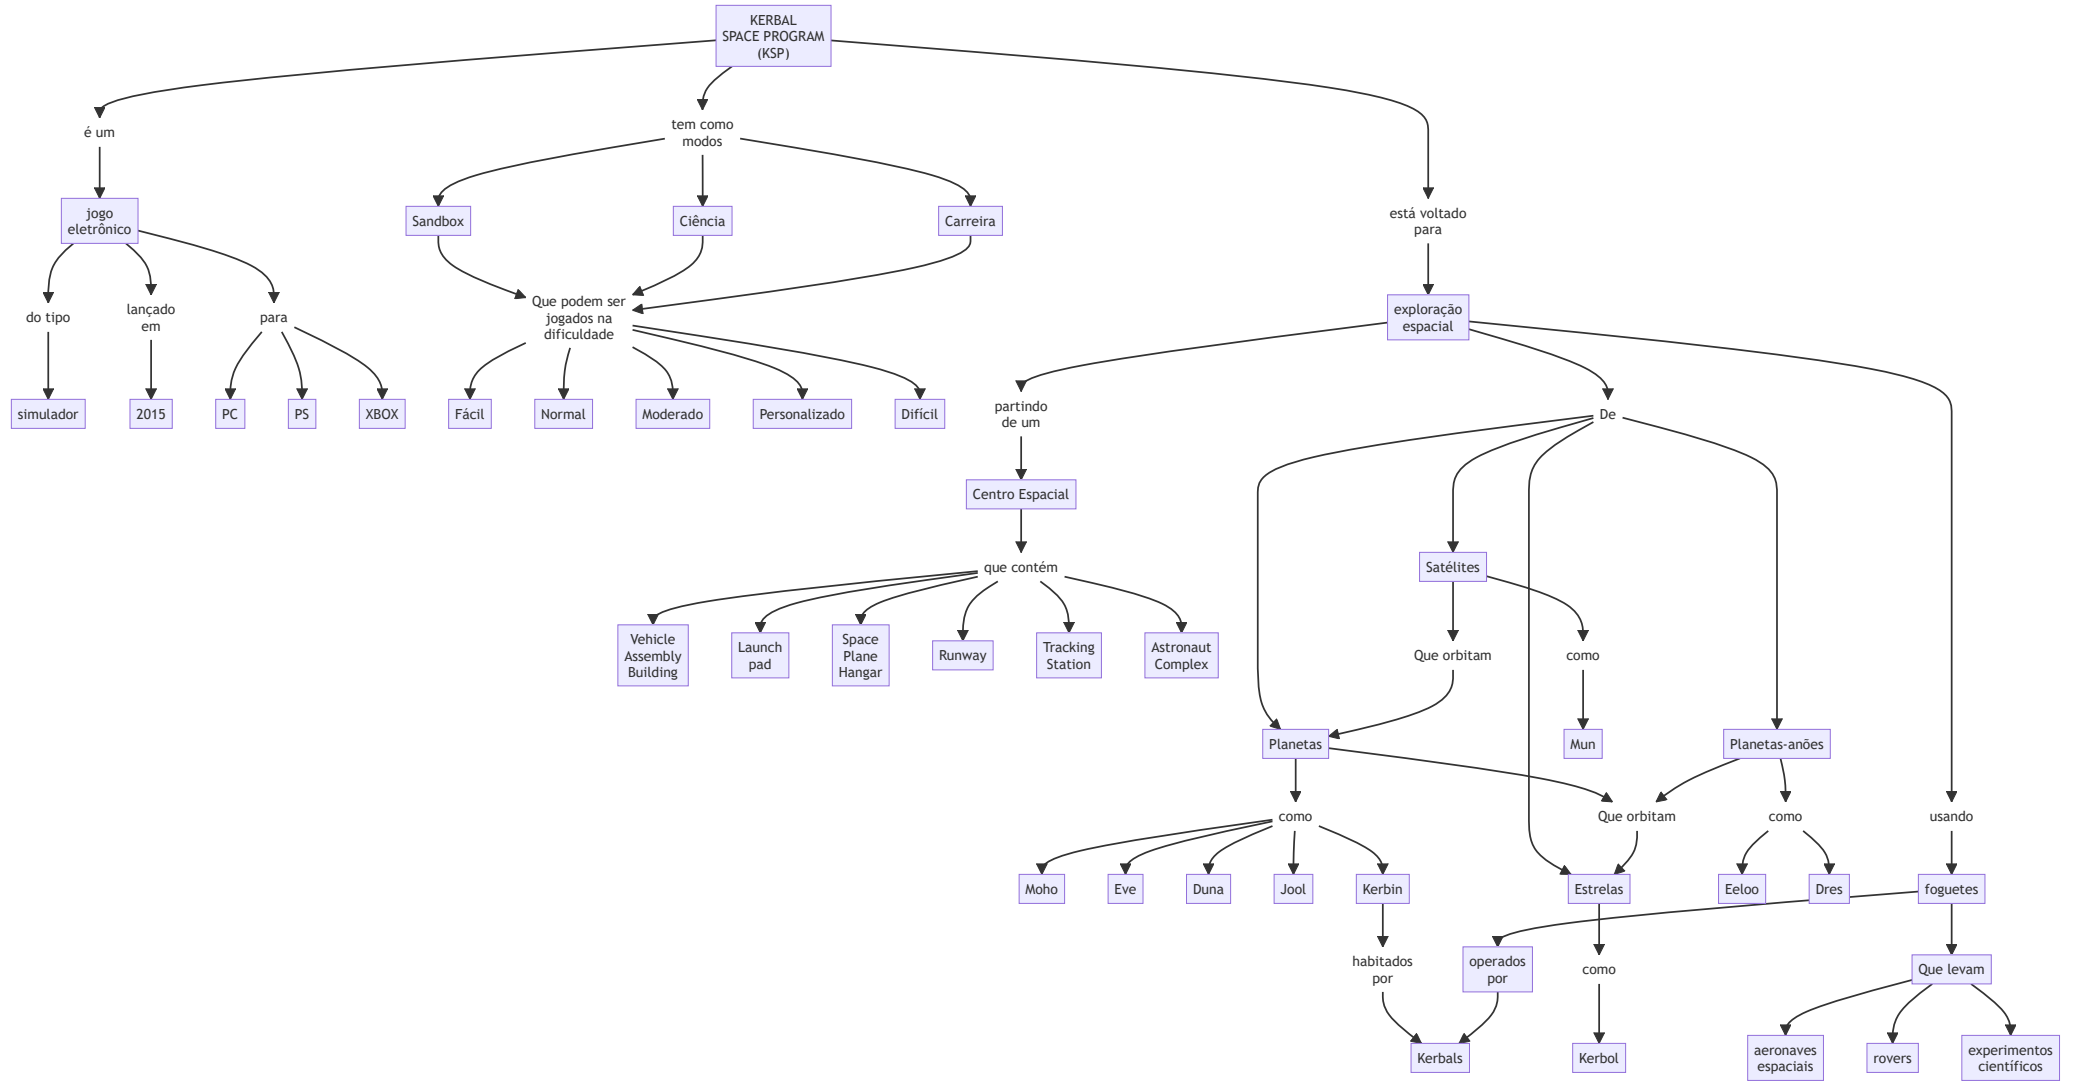 KERBAL
SPACE PROGRAM
(KSP)
é um
tem como
modos
está voltado
para
jogo
eletrônico
Sandbox
Ciência
Carreira
exploração
espacial
do tipo
lançado
em
para
Que podem ser
jogados na
dificuldade
simulador
2015
PC
PS
XBOX
Fácil
Normal
Moderado
Personalizado
Difícil
partindo
de um
De
usando
Centro Espacial
que contém
Vehicle
Assembly
Building
Launch
pad
Space
Plane
Hangar
Runway
Tracking
Station
Astronaut
Complex
Satélites
Que orbitam
como
Planetas
Mun
Planetas-anões
como
Que orbitam
como
Moho
Eve
Duna
Jool
Kerbin
Estrelas
Eeloo
Dres
foguetes
habitados
por
operados
por
como
Que levam
Kerbals
Kerbol
aeronaves
espaciais
rovers
experimentos
científicos